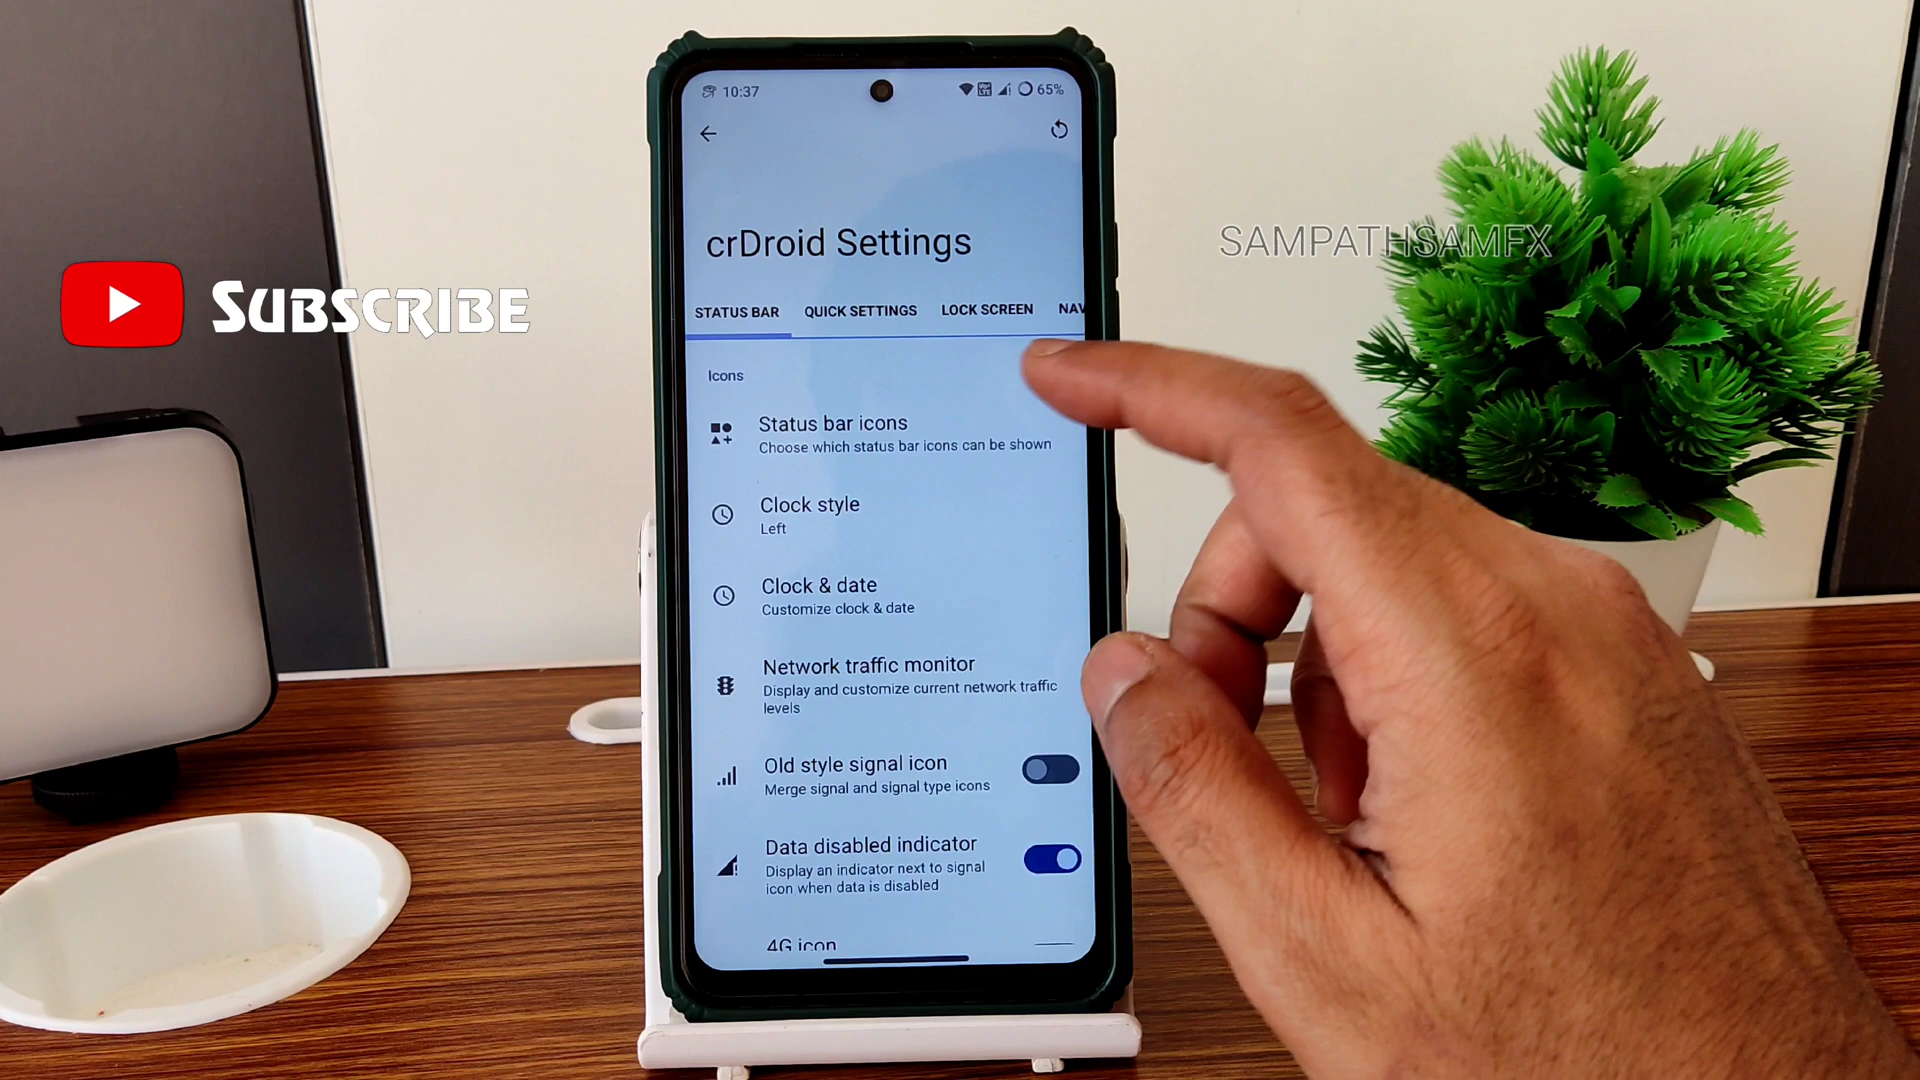 10:37
65%
crDroid Settings
STATUS BAR QUICK SETTINGS LOCK SCREEN NAV
Icons
Status bar icons
Choose which status bar icons can be shown
Clock style
Left
Clock & date
Customize clock & date
Network traffic monitor
Display and customize current network traffic
levels
Old style signal icon
Merge signal and signal type icons
Data disabled indicator
Display an indicator next to signal
icon when data is disabled
4G icon
SUBSCRIBE
SAMPATHSAMFX